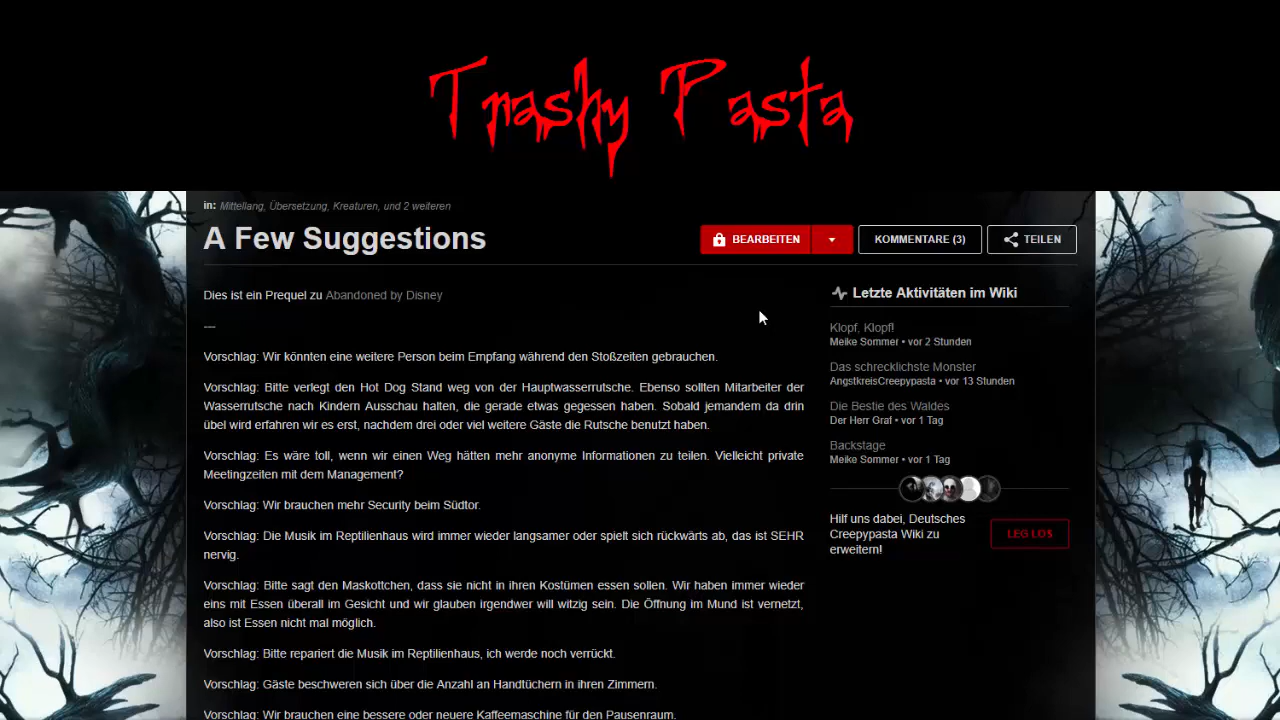 Trashy Pasta
in: Mittellang, Übersetzung, Kreaturen, und 2 weiteren
A Few Suggestions
BEARBEITEN
KOMMENTARE (3)
TEILEN
Dies ist ein Prequel zu Abandoned by Disney
---
Vorschlag: Wir könnten eine weitere Person beim Empfang während den Stoßzeiten gebrauchen.
Vorschlag: Bitte verlegt den Hot Dog Stand weg von der Hauptwasserrutsche. Ebenso sollten Mitarbeiter der
Wasserrutsche nach Kindern Ausschau halten, die gerade etwas gegessen haben. Sobald jemandem da drin
übel wird erfahren wir es erst, nachdem drei oder viel weitere Gäste die Rutsche benutzt haben.
Vorschlag: Es wäre toll, wenn wir einen Weg hätten mehr anonyme Informationen zu teilen. Vielleicht private
Meetingzeiten mit dem Management?
Vorschlag: Wir brauchen mehr Security beim Südtor.
Vorschlag: Die Musik im Reptilienhaus wird immer wieder langsamer oder spielt sich rückwärts ab, das ist SEHR
nervig.
Vorschlag: Bitte sagt den Maskottchen, dass sie nicht in ihren Kostümen essen sollen. Wir haben immer wieder
eins mit Essen überall im Gesicht und wir glauben irgendwer will witzig sein. Die Öffnung im Mund ist vernetzt,
also ist Essen nicht mal möglich.
Vorschlag: Bitte repariert die Musik im Reptilienhaus, ich werde noch verrückt.
Vorschlag: Gäste beschweren sich über die Anzahl an Handtüchern in ihren Zimmern.
Vorschlag: Wir brauchen eine bessere oder neuere Kaffeemaschine für den Pausenraum.
Letzte Aktivitäten im Wiki
Klopf, Klopf!
Meike Sommer • vor 2 Stunden
Das schrecklichste Monster
AngstkreisCreepypasta • vor 13 Stunden
Die Bestie des Waldes
Der Herr Graf • vor 1 Tag
Backstage
Meike Sommer • vor 1 Tag
Hilf uns dabei, Deutsches
Creepypasta Wiki zu
erweitern!
LEG LOS